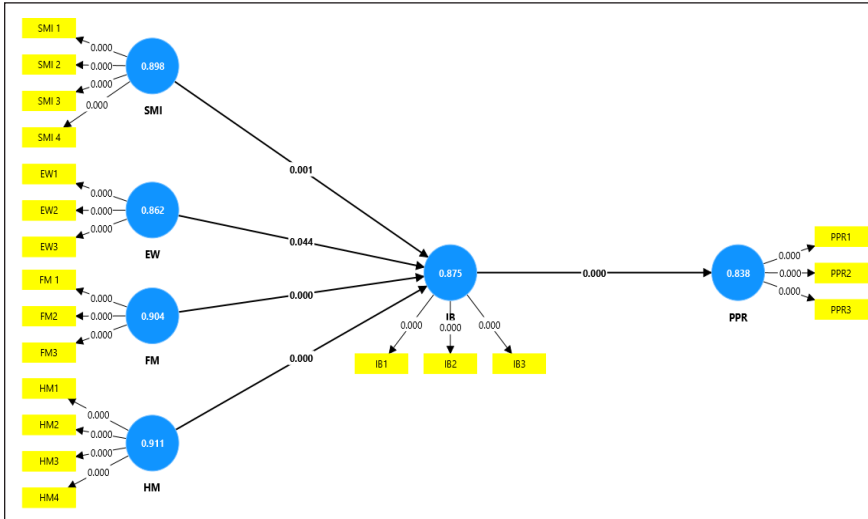 SMI 1
0.000
SMI 2
0.000
SMI 3
0.000
SMI 4
0.000
0.898
SMI
0.001
EW1
0.000
EW2
0.000
EW3
0.000
0.862
EW
0.044
FM 1
0.000
FM2
0.000
FM3
0.000
0.904
FM
0.000
HM1
0.000
HM2
0.000
HM3
0.000
HM4
0.000
0.911
HM
0.000
0.875
IB
0.000
0.000
0.000
IB1
IB2
IB3
0.000
0.838
PPR
0.000
PPR1
0.000
PPR2
0.000
PPR3